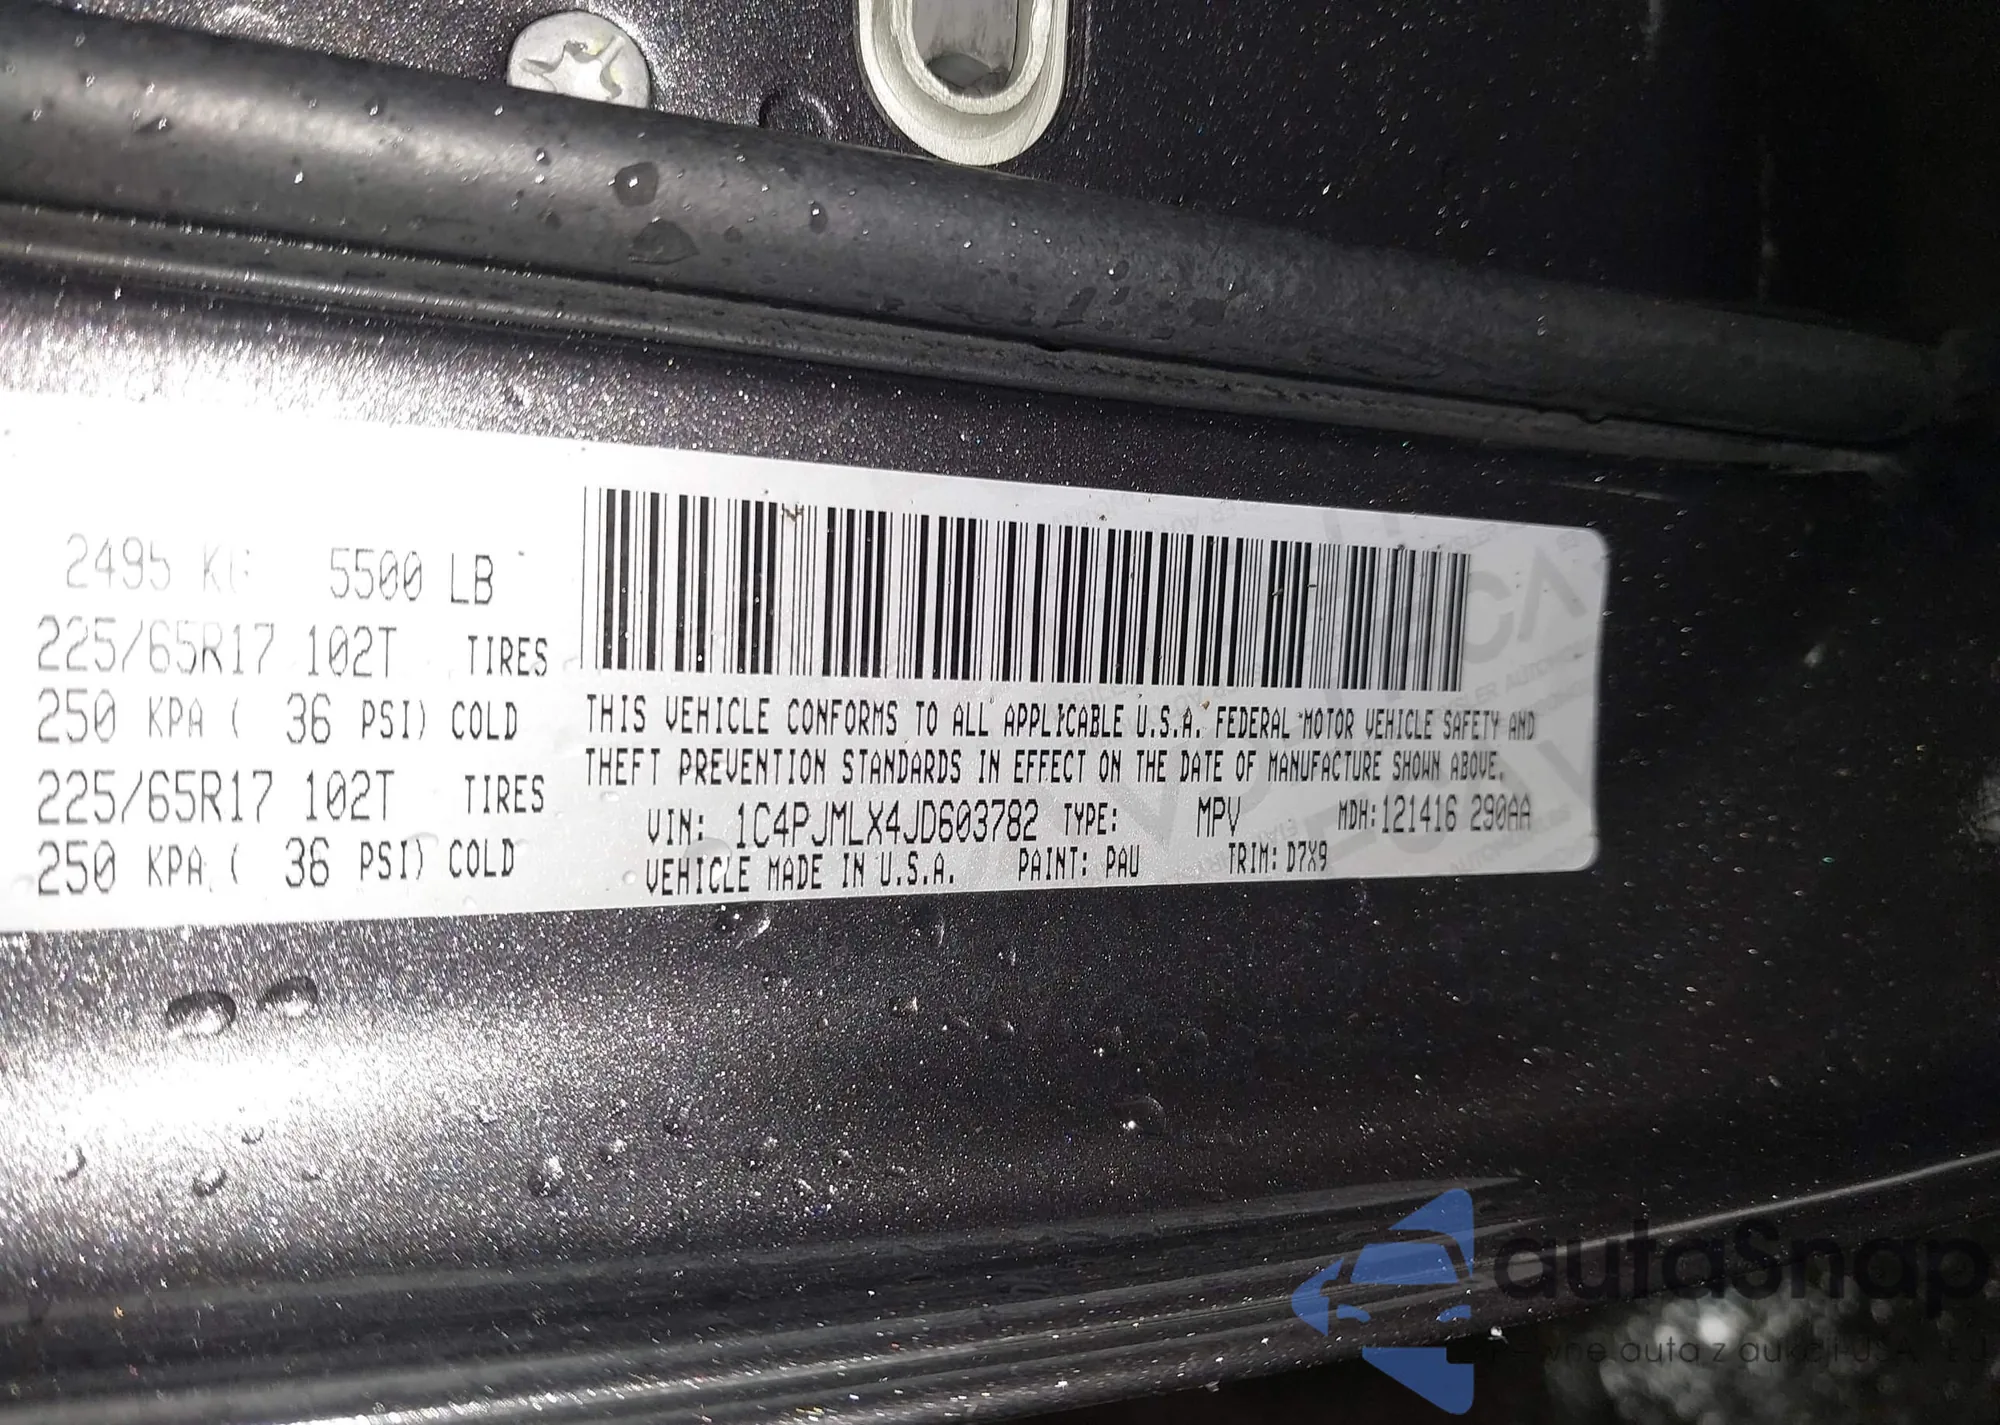 2495 KG 5500 LB
225/65R17 102T TIRES
250 KPA ( 36 PSI) COLD
225/65R17 102T TIRES
250 KPA ( 36 PSI) COLD
THIS VEHICLE CONFORMS TO ALL APPLICABLE U.S.A. FEDERAL MOTOR VEHICLE SAFETY AND
THEFT PREVENTION STANDARDS IN EFFECT ON THE DATE OF MANUFACTURE SHOWN ABOVE.
VIN: 1C4PJMLX4JD603782 TYPE: MPV MDH:121416 290AA
VEHICLE MADE IN U.S.A. PAINT: PAU TRIM: D7X9
autaSnap
auta z aukcji USA